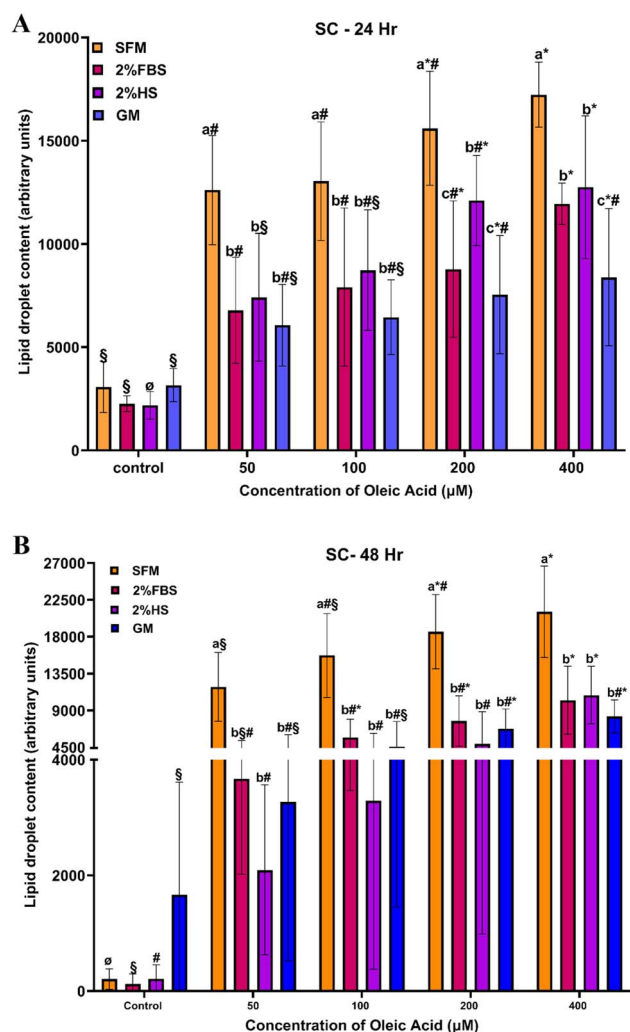 A
SC - 24 Hr
SFM
2%FBS
2%HS
GM
Lipid droplet content (arbitrary units)
20000
15000
10000
5000
0
§ § ø §
a# b# b§ b#§
a# b# b#§ b#§
a*# c#* b#* c*#
a* b* b* c*#
control 50 100 200 400
Concentration of Oleic Acid (µM)
B
SC- 48 Hr
SFM
2%FBS
2%HS
GM
Lipid droplet content (arbitrary units)
27000
22500
18000
13500
9000
4500
4000
2000
0
ø § # §
a§ b§# b# b#§
a#§ b#* b# b#§
a*# b#* b# b#*
a* b* b* b#*
Control 50 100 200 400
Concentration of Oleic Acid (µM)